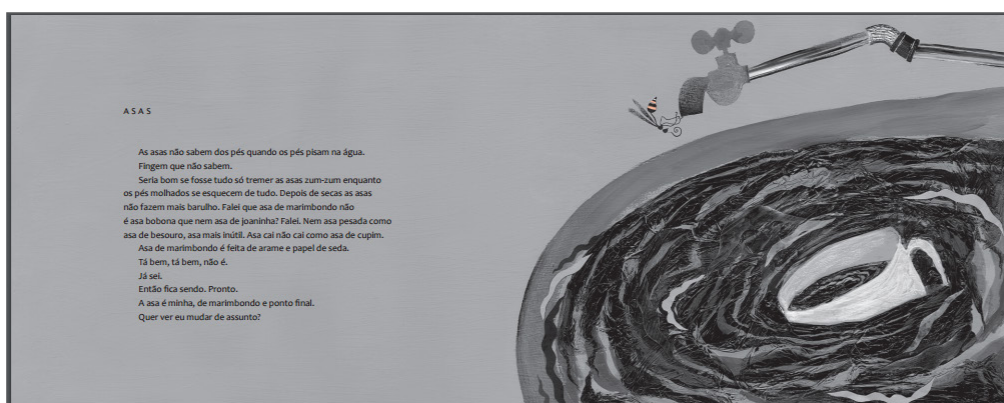 ASAS
As asas não sabem dos pés quando os pés pisam na água.
Fingem que não sabem.
Seria bom se fosse tudo só tremer as asas zum-zum enquanto
os pés molhados se esquecem de tudo. Depois de secas as asas
não fazem mais barulho. Falei que asa de marimbondo não
é asa bobona que nem asa de joaninha? Falei. Nem asa pesada como
asa de besouro, asa mais inútil. Asa cai não cai como asa de cupim.
Asa de marimbondo é feita de arame e papel de seda.
Tá bem, tá bem, não é.
Já sei.
Então fica sendo. Pronto.
A asa é minha, de marimbondo e ponto final.
Quer ver eu mudar de assunto?